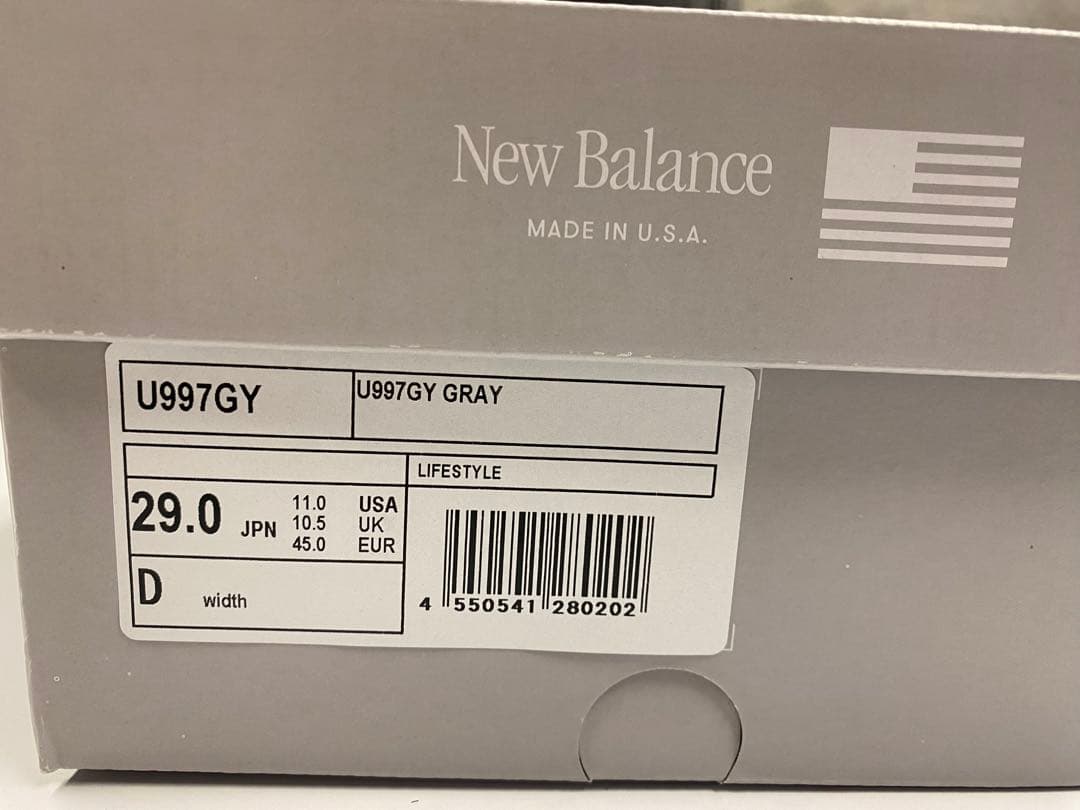 New Balance
MADE IN U.S.A.
U997GY
U997GY GRAY
LIFESTYLE
29.0 JPN
11.0 USA
10.5 UK
45.0 EUR
D width
4 550541 280202